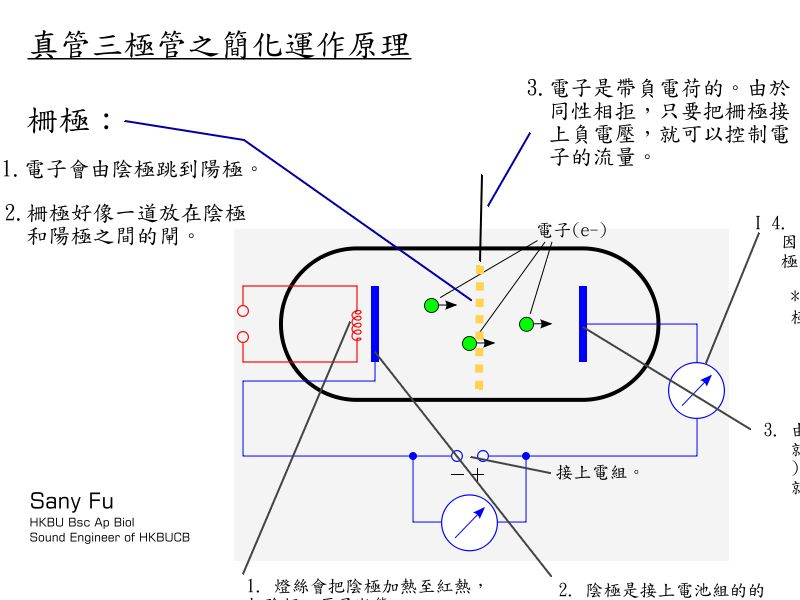 真管三極管之簡化運作原理
柵極：
1. 電子會由陰極跳到陽極。
2. 柵極好像一道放在陰極
和陽極之間的閘。
3. 電子是帶負電荷的。由於
同性相拒，只要把柵極接
上負電壓，就可以控制電
子的流量。
電子(e-)
I 4.
因
極
*
極
3. 由
就
)
就
接上電組。
− +
Sany Fu
HKBU Bsc Ap Biol
Sound Engineer of HKBUCB
1. 燈絲會把陰極加熱至紅熱，
2. 陰極是接上電池組的的